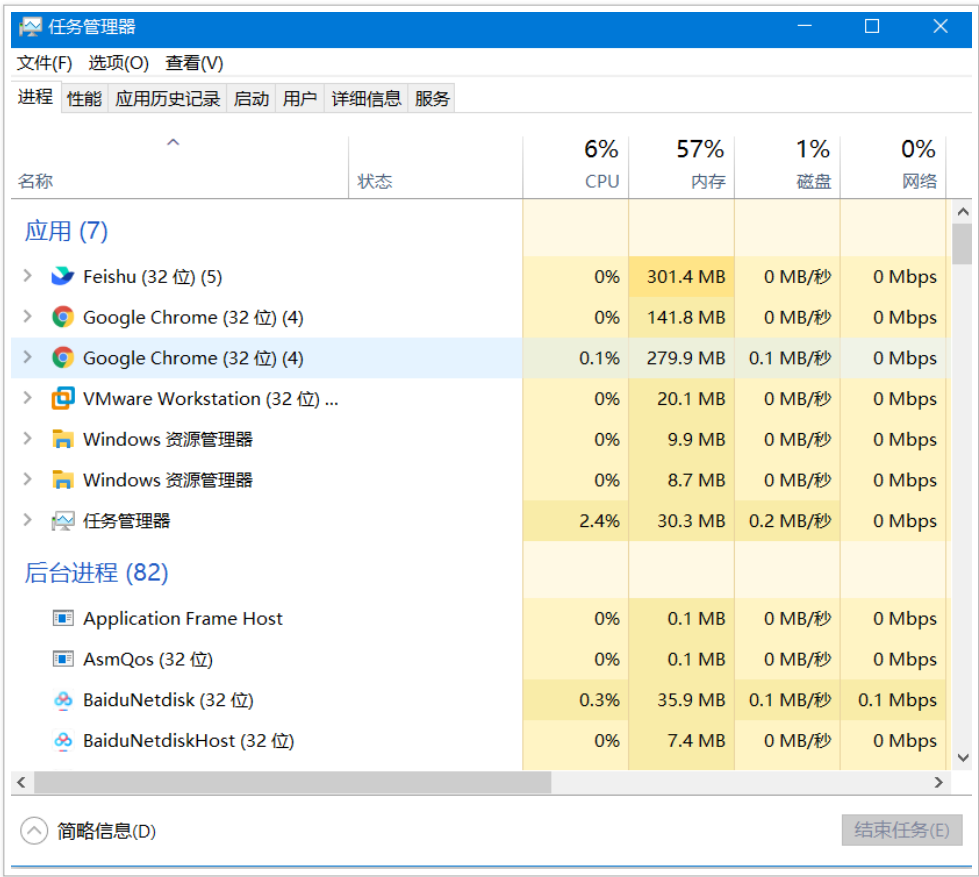 任务管理器
文件(F) 选项(O) 查看(V)
进程 性能 应用历史记录 启动 用户 详细信息 服务
6% 57% 1% 0%
名称 状态 CPU 内存 磁盘 网络
应用 (7)
Feishu (32 位) (5) 0% 301.4 MB 0 MB/秒 0 Mbps
Google Chrome (32 位) (4) 0% 141.8 MB 0 MB/秒 0 Mbps
Google Chrome (32 位) (4) 0.1% 279.9 MB 0.1 MB/秒 0 Mbps
VMware Workstation (32 位) ... 0% 20.1 MB 0 MB/秒 0 Mbps
Windows 资源管理器 0% 9.9 MB 0 MB/秒 0 Mbps
Windows 资源管理器 0% 8.7 MB 0 MB/秒 0 Mbps
任务管理器 2.4% 30.3 MB 0.2 MB/秒 0 Mbps
后台进程 (82)
Application Frame Host 0% 0.1 MB 0 MB/秒 0 Mbps
AsmQos (32 位) 0% 0.1 MB 0 MB/秒 0 Mbps
BaiduNetdisk (32 位) 0.3% 35.9 MB 0.1 MB/秒 0.1 Mbps
BaiduNetdiskHost (32 位) 0% 7.4 MB 0 MB/秒 0 Mbps
简略信息(D) 结束任务(E)